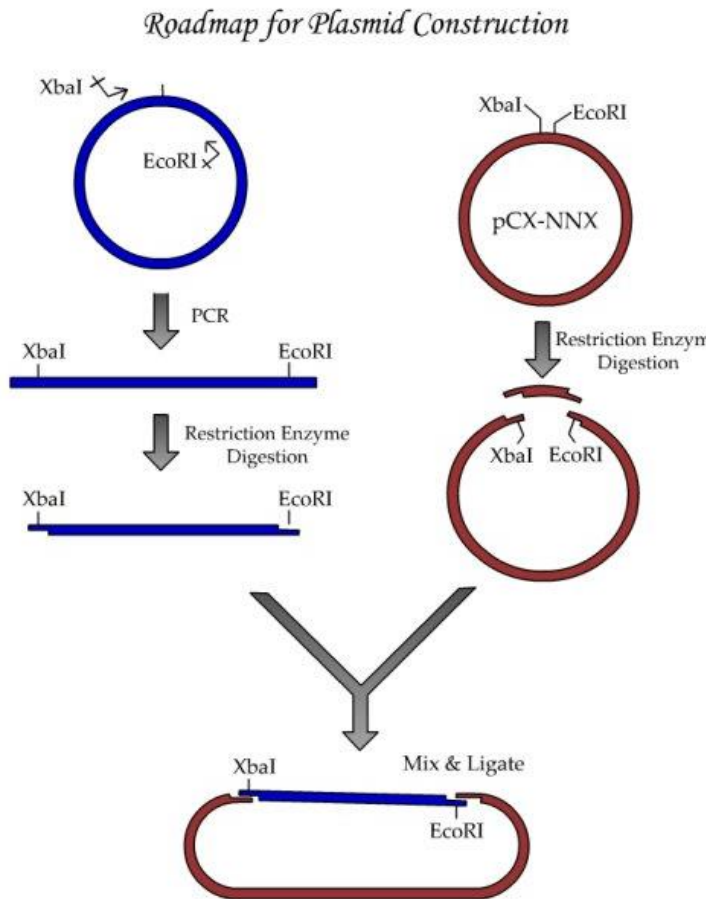 Roadmap for Plasmid Construction
XbaI
EcoRI
XbaI
EcoRI
pCX-NNX
PCR
Restriction Enzym
Digestion
XbaI
EcoRI
Restriction Enzyme
Digestion
XbaI
EcoRI
XbaI
EcoRI
Mix & Ligate
XbaI
EcoRI